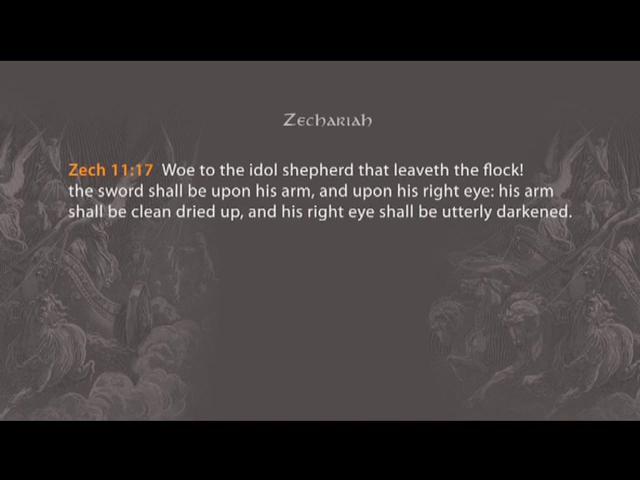 Zechariah
Zech 11:17 Woe to the idol shepherd that leaveth the flock!
the sword shall be upon his arm, and upon his right eye: his arm
shall be clean dried up, and his right eye shall be utterly darkened.